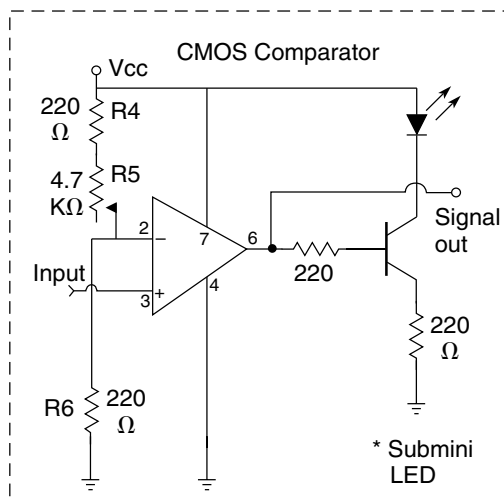 CMOS Comparator
Vcc
220
Ω
R4
4.7
KΩ
R5
2
−
7
6
Input
3
+
4
220
Signal
out
R6
220
Ω
220
Ω
* Submini
LED